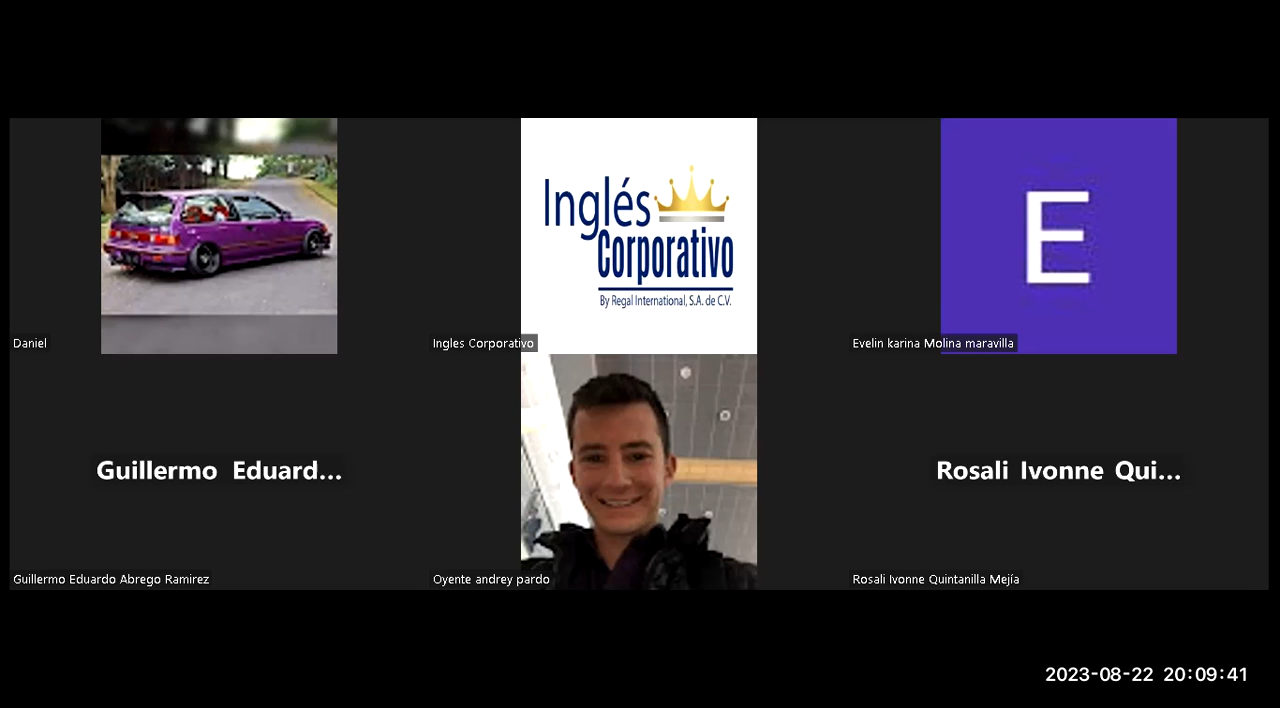 Inglés
Corporativo
By Regal International, S.A. de C.V.
E
Daniel
Ingles Corporativo
Evelin karina Molina maravilla
Guillermo Eduard...
Rosali Ivonne Qui...
Guillermo Eduardo Abrego Ramirez
Oyente andrey pardo
Rosali Ivonne Quintanilla Mejía
2023-08-22 20:09:41